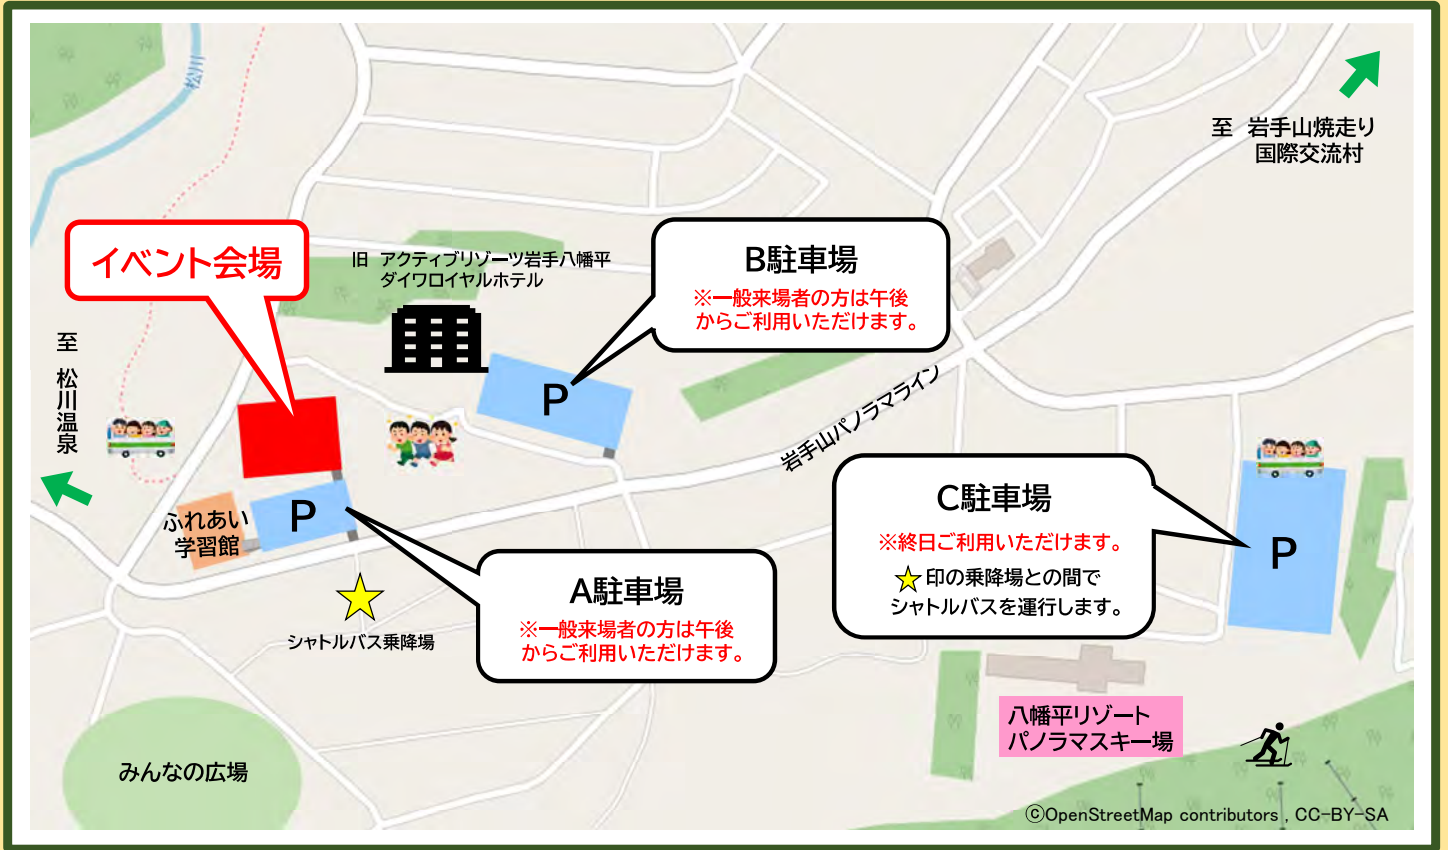 松川
至 岩手山焼走り
国際交流村
イベント会場
旧 アクティブリゾーツ岩手八幡平
ダイワロイヤルホテル
B駐車場
※一般来場者の方は午後
からご利用いただけます。
至 松川温泉
P
岩手山パノラマライン
C駐車場
※終日ご利用いただけます。
☆印の乗降場との間で
シャトルバスを運行します。
P
ふれあい
学習館
P
A駐車場
※一般来場者の方は午後
からご利用いただけます。
シャトルバス乗降場
八幡平リゾート
パノラマスキー場
みんなの広場
©OpenStreetMap contributors , CC-BY-SA